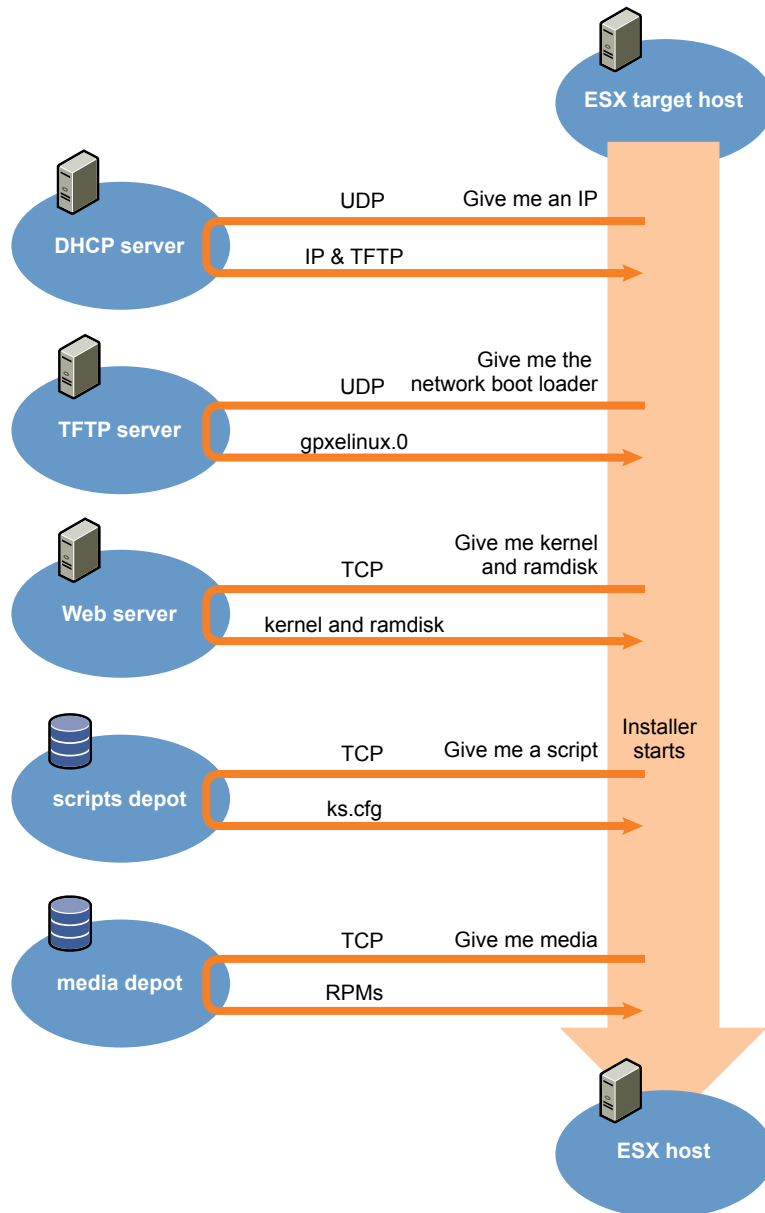 ESX target host
UDP
Give me an IP
DHCP server
IP & TFTP
Give me the
network boot loader
UDP
TFTP server
gpxelinux.0
Give me kernel
and ramdisk
TCP
Web server
kernel and ramdisk
Installer
starts
TCP
Give me a script
scripts depot
ks.cfg
TCP
Give me media
media depot
RPMs
ESX host